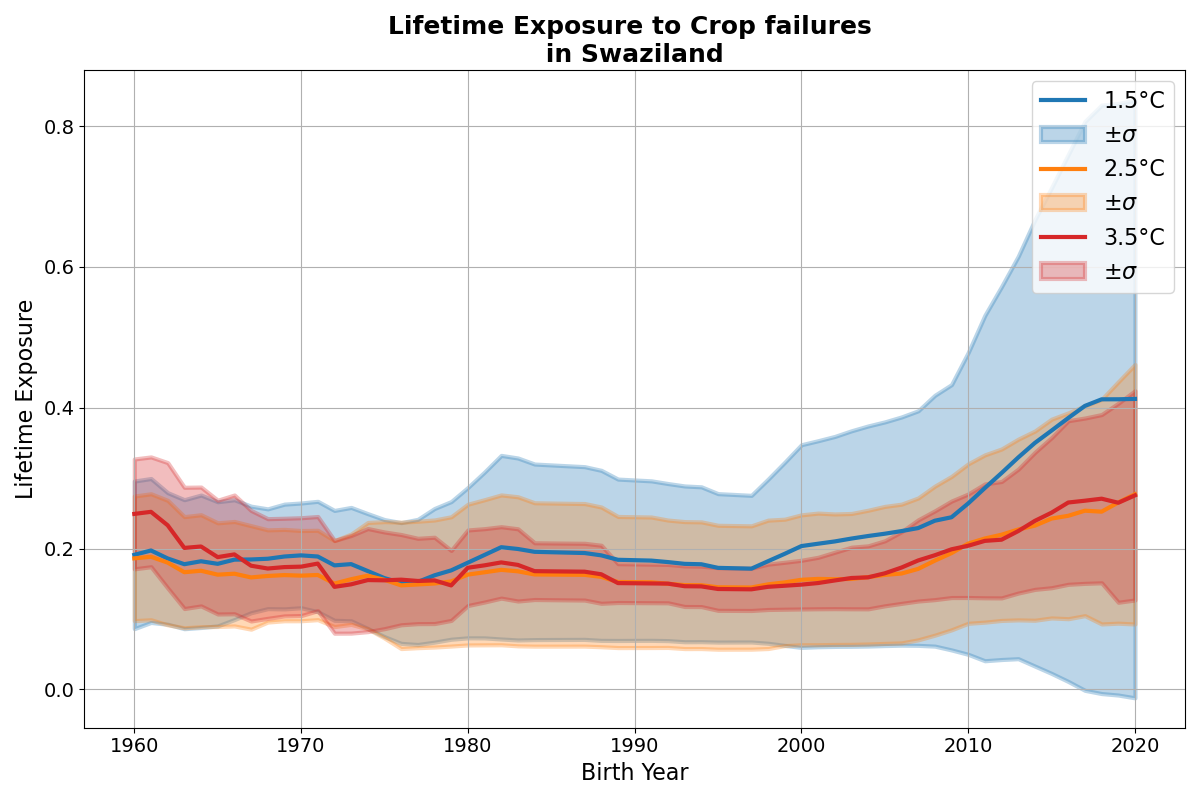 Lifetime Exposure to Crop failures
in Swaziland
1.5°C
±σ
2.5°C
±σ
3.5°C
±σ
Lifetime Exposure
0.8
0.6
0.4
0.2
0.0
1960 1970 1980 1990 2000 2010 2020
Birth Year